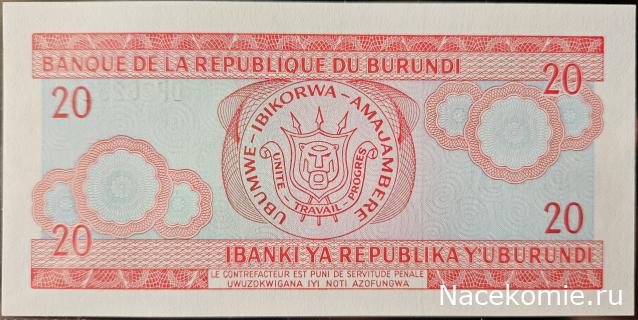 BANQUE DE LA REPUBLIQUE DU BURUNDI
20
20
UBUMWE - IBIKORWA - AMAJAMBERE
UNITE - TRAVAIL - PROGRES
20
20
IBANKI YA REPUBLIKA Y'UBURUNDI
LE CONTREFACTEUR EST PUNI DE SERVITUDE PENALE
UWUZOKWIGANA IYI NOTI AZOFUNGWA
Nacekomie.ru